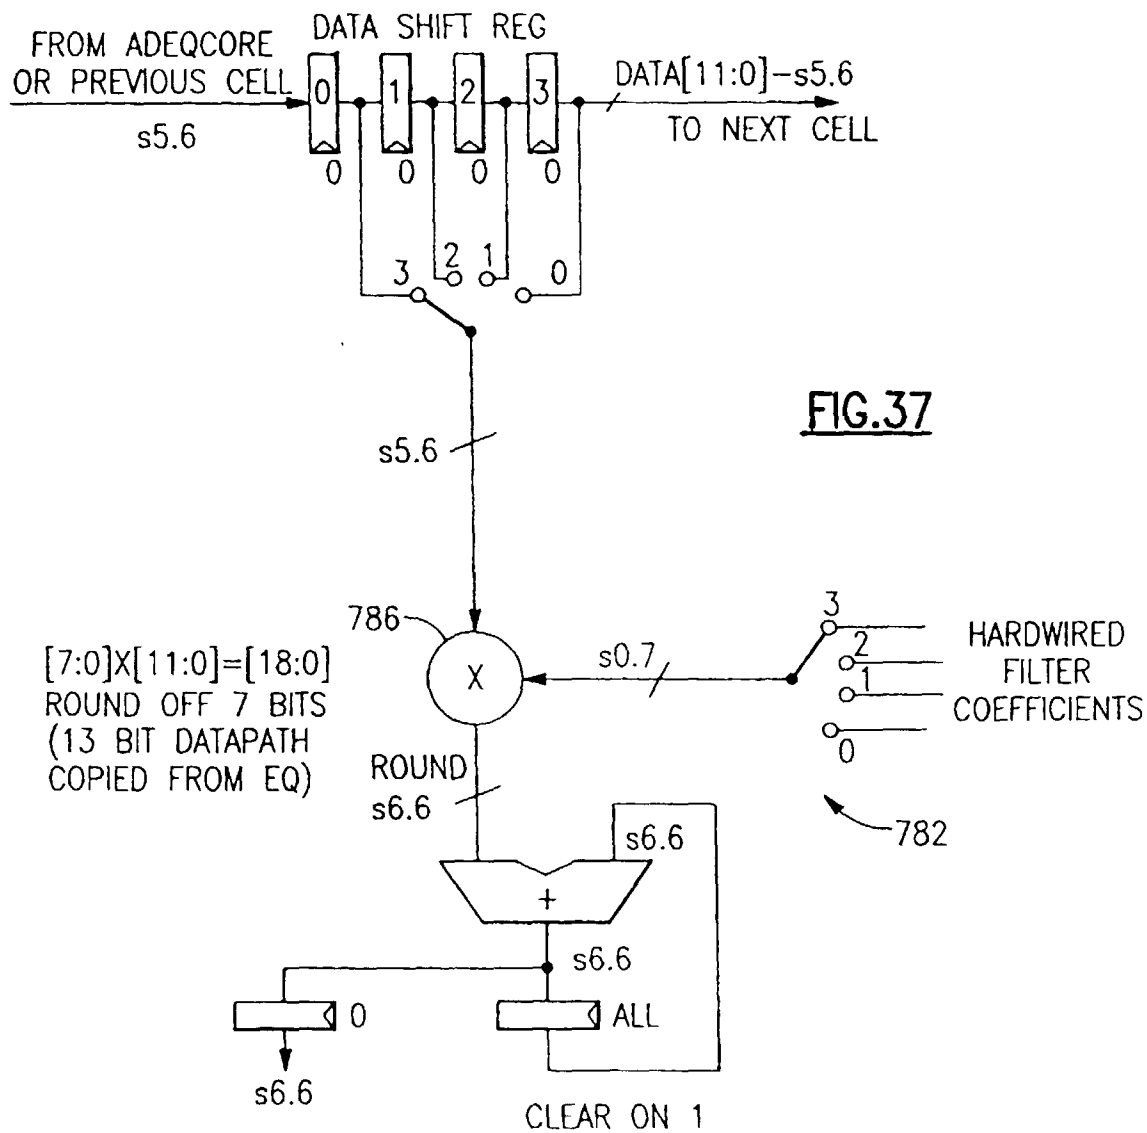 DATA SHIFT REG
FROM ADEQCORE
OR PREVIOUS CELL
s5.6
0
1
2
3
DATA[11:0]-s5.6
TO NEXT CELL
0
0
0
0
3
2
1
0
s5.6
FIG.37
786
X
s0.7
3
2
1
0
HARDWIRED
FILTER
COEFFICIENTS
782
[7:0]X[11:0]=[18:0]
ROUND OFF 7 BITS
(13 BIT DATAPATH
COPIED FROM EQ)
ROUND
s6.6
s6.6
+
s6.6
0
ALL
s6.6
CLEAR ON 1